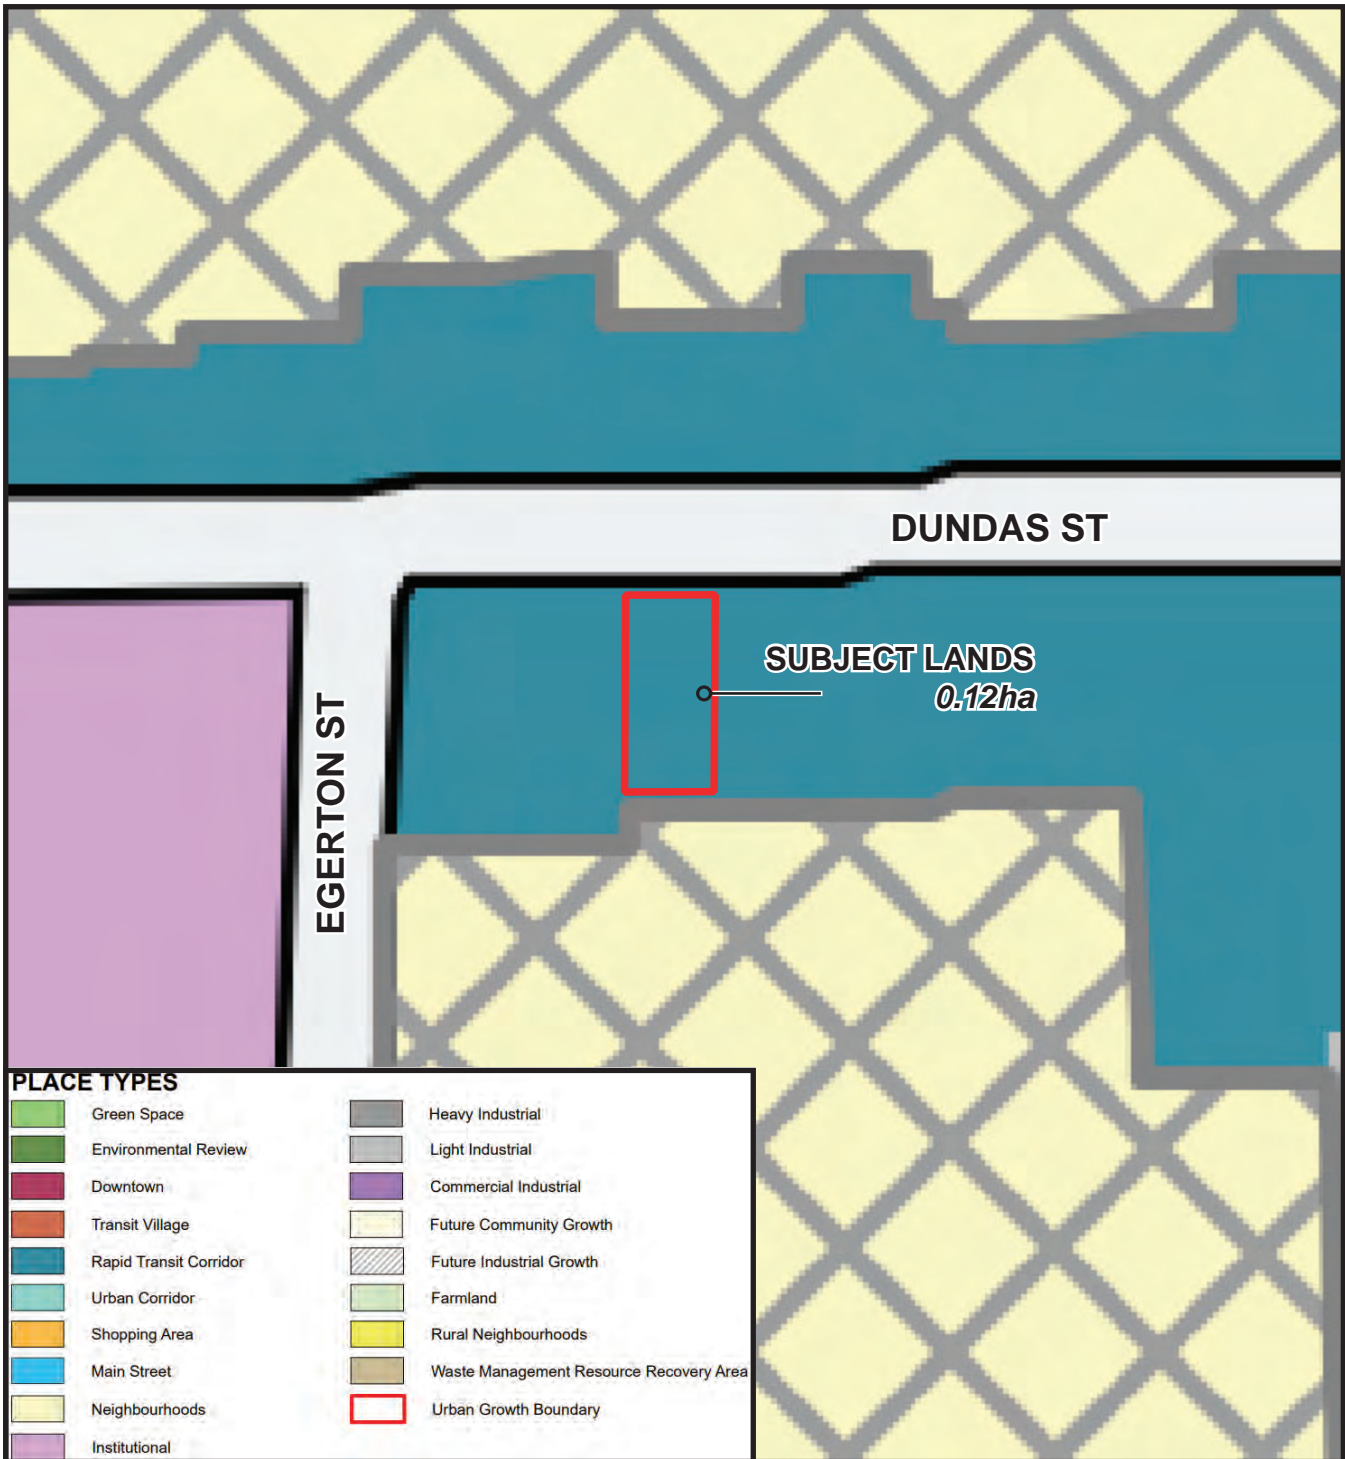 DUNDAS ST
SUBJECT LANDS
0.12ha
EGERTON ST
PLACE TYPES
Green Space
Environmental Review
Downtown
Transit Village
Rapid Transit Corridor
Urban Corridor
Shopping Area
Main Street
Neighbourhoods
Institutional
Heavy Industrial
Light Industrial
Commercial Industrial
Future Community Growth
Future Industrial Growth
Farmland
Rural Neighbourhoods
Waste Management Resource Recovery Area
Urban Growth Boundary